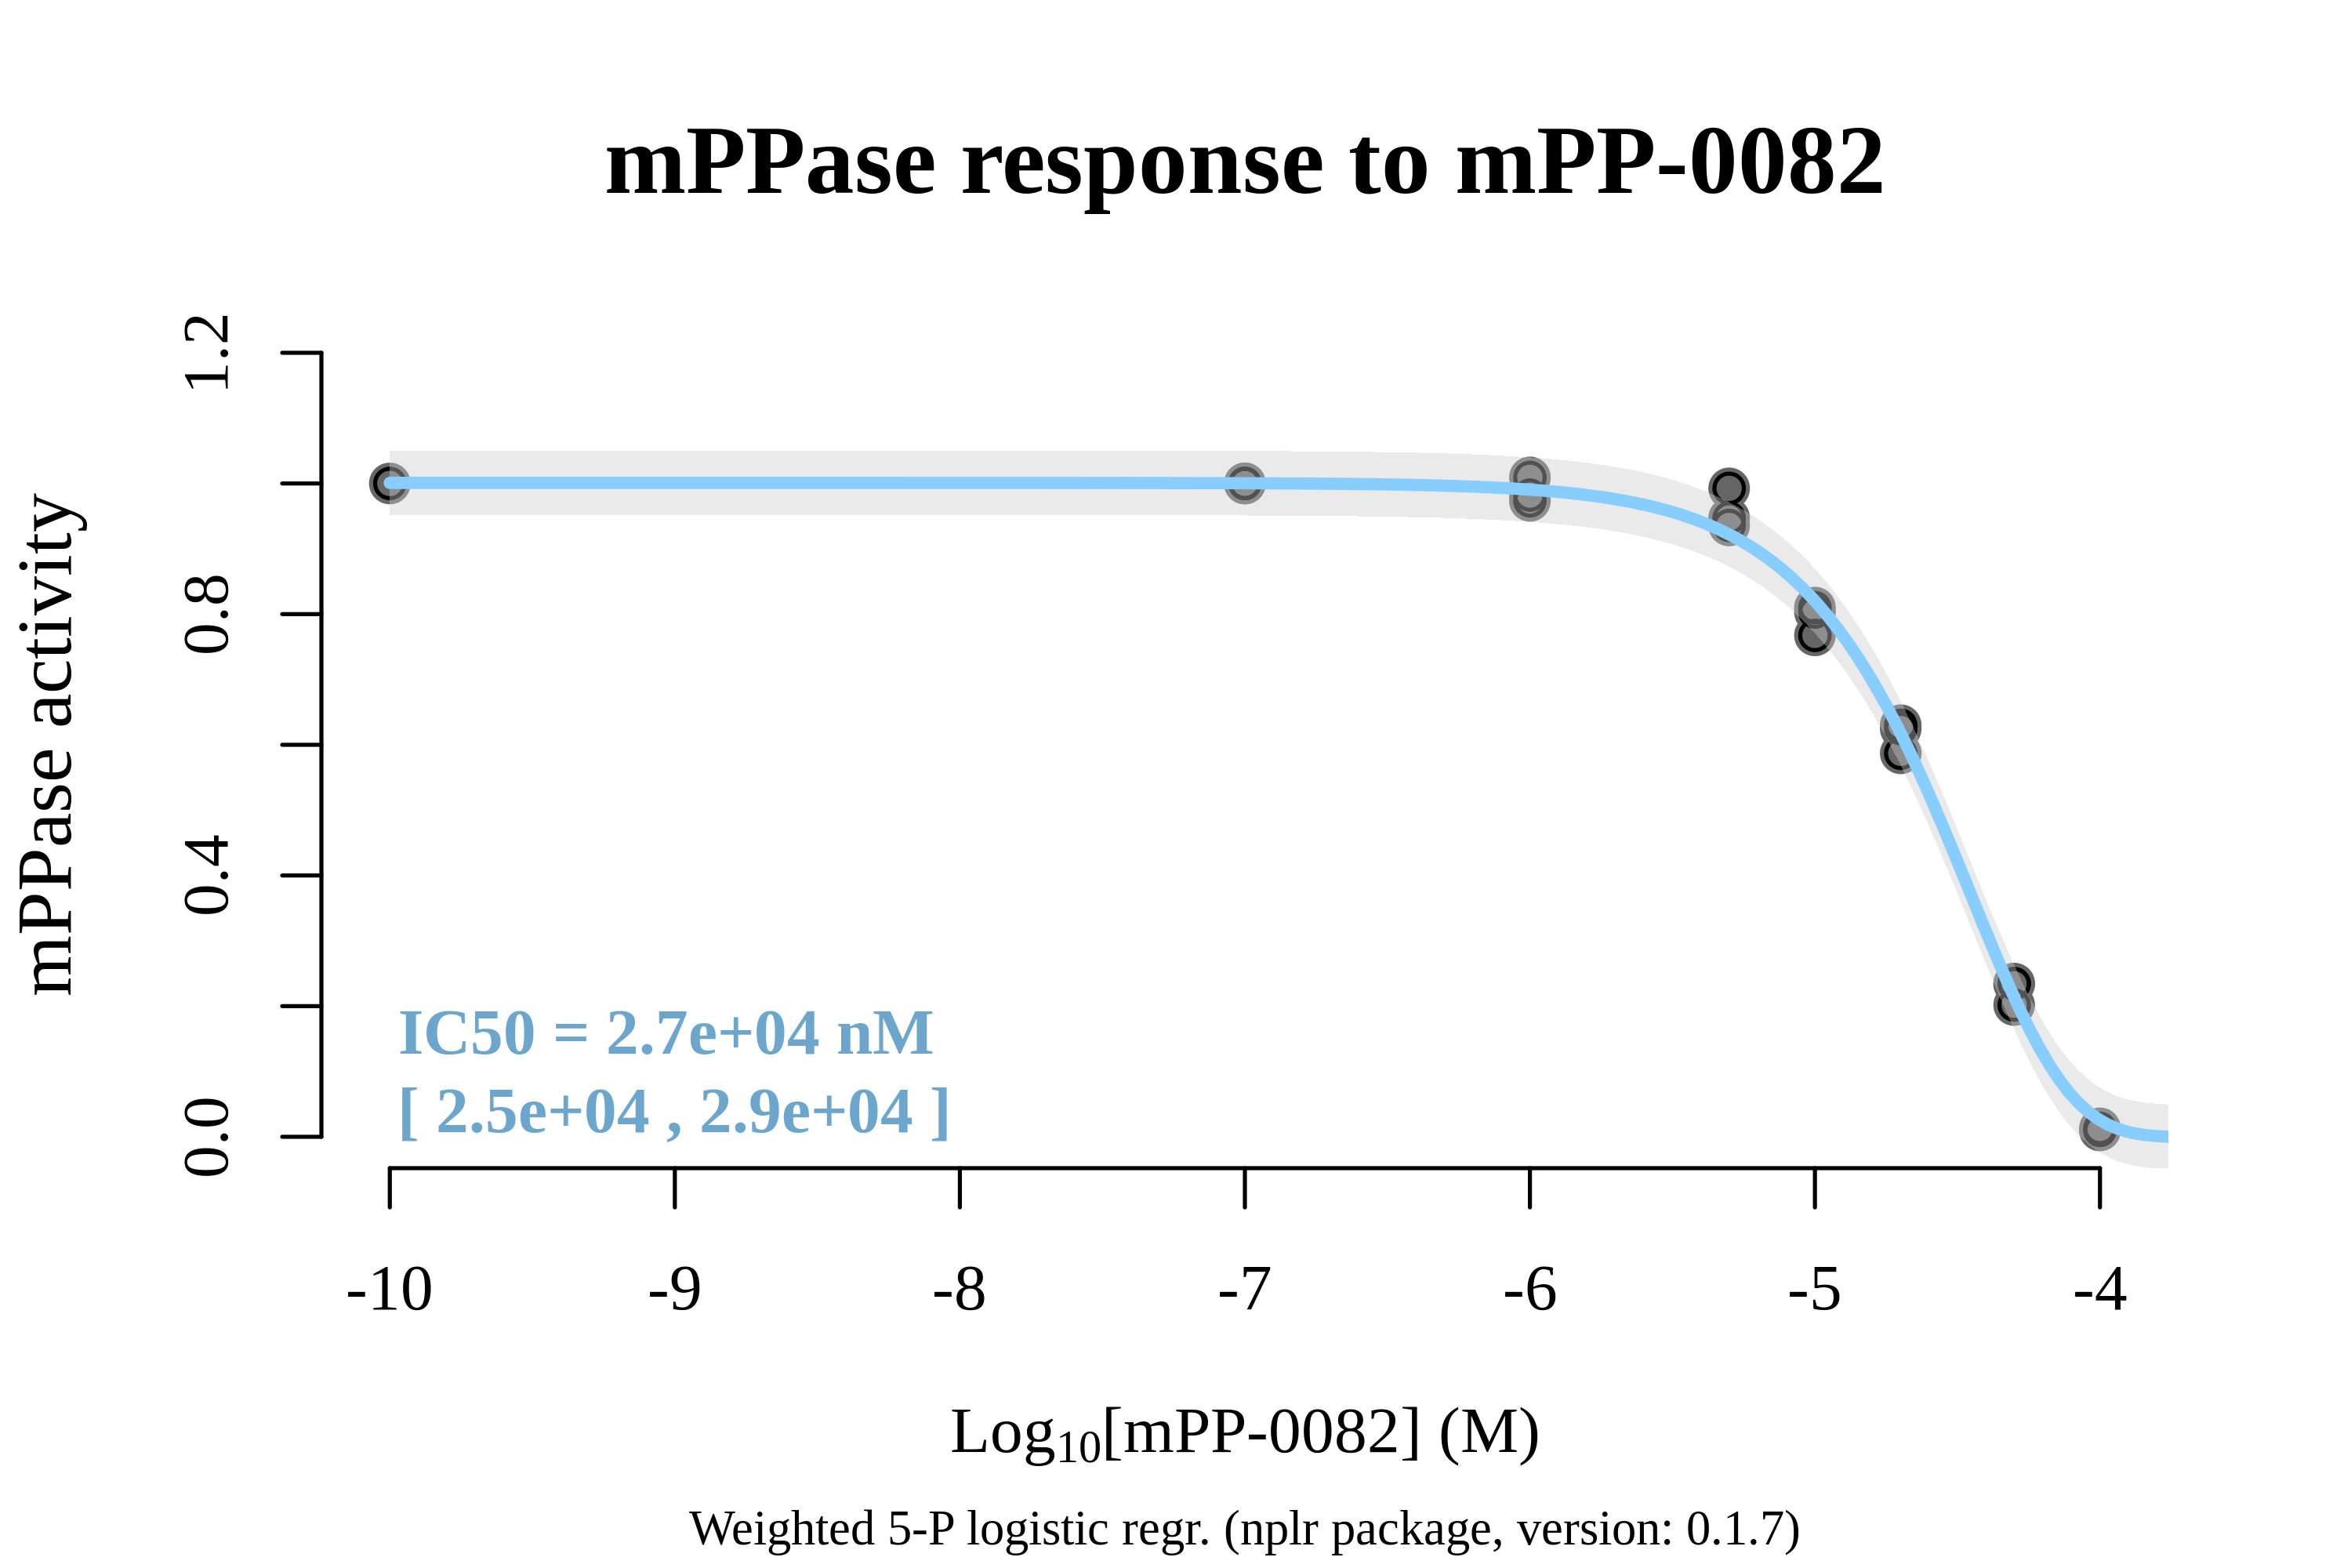 mPPase response to mPP-0082
mPPase activity
1.2
0.8
0.4
0.0
IC50 = 2.7e+04 nM
[ 2.5e+04 , 2.9e+04 ]
-10 -9 -8 -7 -6 -5 -4
Log₁₀[mPP-0082] (M)
Weighted 5-P logistic regr. (nplr package, version: 0.1.7)